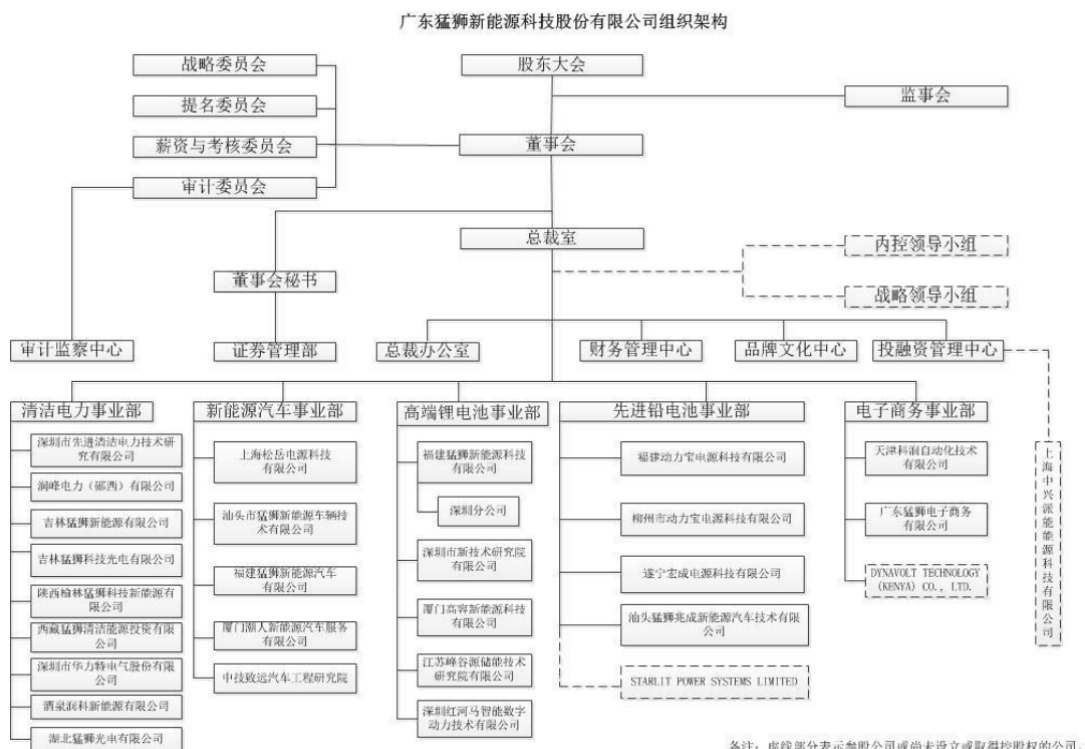 广东猛狮新能源科技股份有限公司组织架构
战略委员会
股东大会
提名委员会
监事会
薪资与考核委员会
董事会
审计委员会
总裁室
内控领导小组
董事会秘书
战略领导小组
审计监察中心
证券管理部
总裁办公室
财务管理中心
品牌文化中心
投融资管理中心
清洁电力事业部
深圳市先进清洁电力技术研
究有限公司
润峰电力（郧西）有限公司
吉林猛狮新能源有限公司
吉林猛狮科技光电有限公司
陕西榆林猛狮科技新能源有
限公司
西藏猛狮清洁能源投资有限
公司
深圳市华力特电气股份有限
公司
酒泉润科新能源有限公司
湖北猛狮光电有限公司
新能源汽车事业部
上海松岳电源科技
有限公司
汕头市猛狮新能源车辆技
术有限公司
福建猛狮新能源汽车
有限公司
厦门潮人新能源汽车服务
有限公司
中技致远汽车工程研究院
高端锂电池事业部
福建猛狮新能源科技
有限公司
深圳分公司
深圳市新技术研究院
有限公司
厦门高容新能源科技
有限公司
江苏峰谷源储能技术
研究院有限公司
深圳红河马智能数字
动力技术有限公司
先进铅电池事业部
福建动力宝电源科技有限公司
柳州市动力宝电源科技有限公司
遂宁宏成电源科技有限公司
汕头猛狮兆成新能源汽车技术有限
公司
STARLIT POWER SYSTEMS LIMITED
电子商务事业部
天津科润自动化技术
有限公司
广东猛狮电子商务
有限公司
DYNAVOLT TECHNOLOGY
(KENYA) CO., LTD.
上海中兴派能能源科技有限公司
备注：虚线部分表示参股公司或尚未设立或取得控股权的公司。